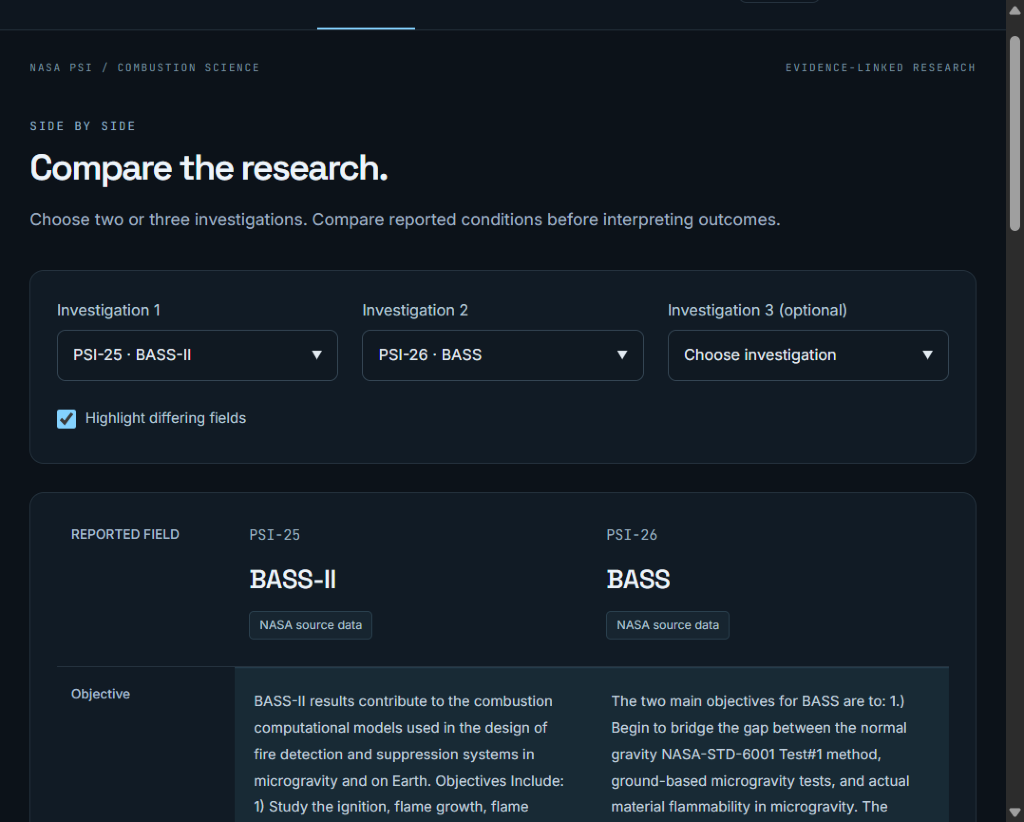 NASA PSI / COMBUSTION SCIENCE
EVIDENCE-LINKED RESEARCH
SIDE BY SIDE
Compare the research.
Choose two or three investigations. Compare reported conditions before interpreting outcomes.
Investigation 1
Investigation 2
Investigation 3 (optional)
PSI-25 · BASS-II
PSI-26 · BASS
Choose investigation
Highlight differing fields
REPORTED FIELD
PSI-25
PSI-26
BASS-II
BASS
NASA source data
NASA source data
Objective
BASS-II results contribute to the combustion
computational models used in the design of
fire detection and suppression systems in
microgravity and on Earth. Objectives Include:
1) Study the ignition, flame growth, flame
The two main objectives for BASS are to: 1.)
Begin to bridge the gap between the normal
gravity NASA-STD-6001 Test#1 method,
ground-based microgravity tests, and actual
material flammability in microgravity. The